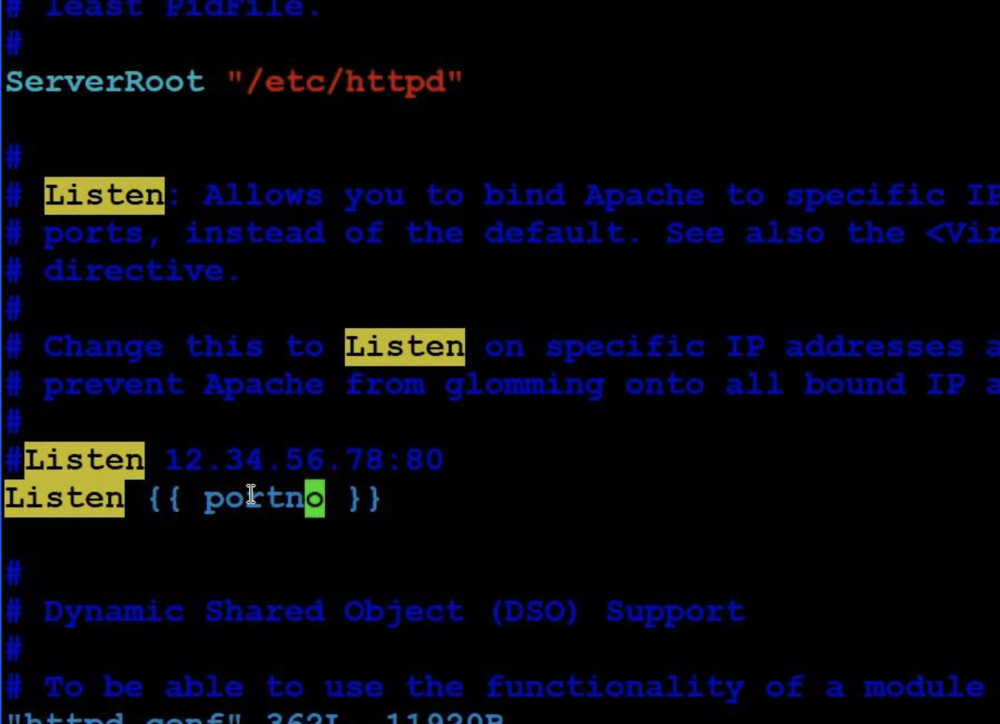 # least PidFile.
#
ServerRoot "/etc/httpd"
#
# Listen: Allows you to bind Apache to specific IP
# ports, instead of the default. See also the <Vir
# directive.
#
# Change this to Listen on specific IP addresses a
# prevent Apache from glomming onto all bound IP a
#
#Listen 12.34.56.78:80
Listen {{ portno }}
#
# Dynamic Shared Object (DSO) Support
#
# To be able to use the functionality of a module
"httpd.conf" 362L, 11920B